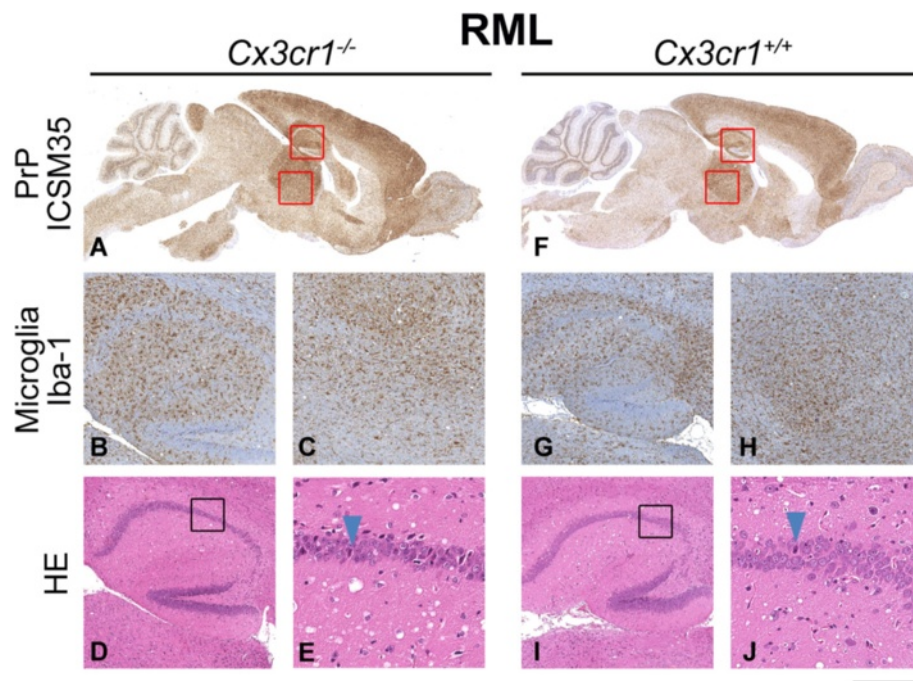 RML
Cx3cr1-/-
Cx3cr1+/+
PrP
ICSM35
A
F
Microglia
Iba-1
B
C
G
H
HE
D
E
I
J